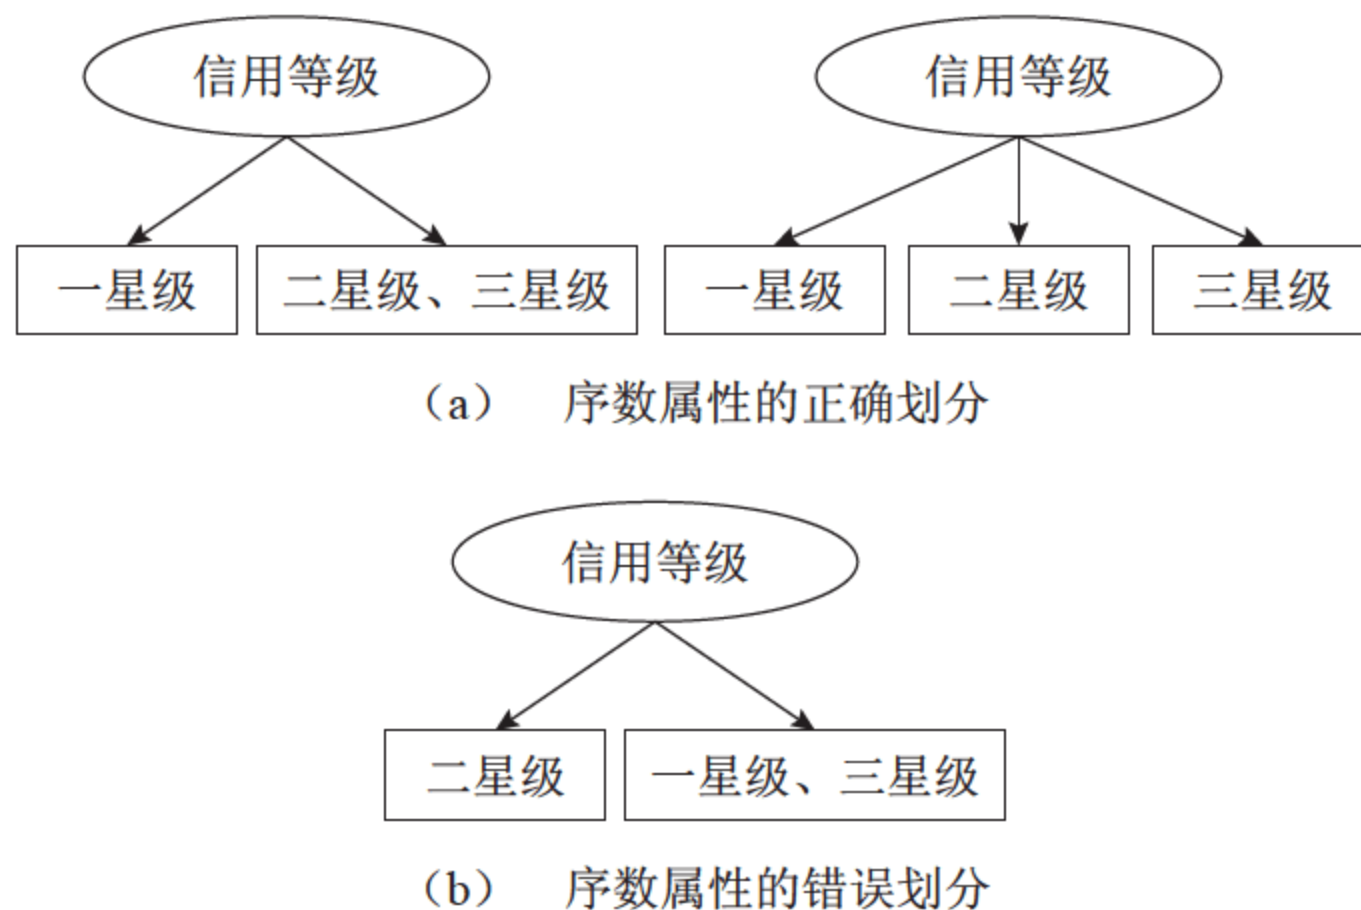 信用等级 信用等级
一星级 二星级、三星级 一星级 二星级 三星级
（a） 序数属性的正确划分
信用等级
二星级 一星级、三星级
（b） 序数属性的错误划分